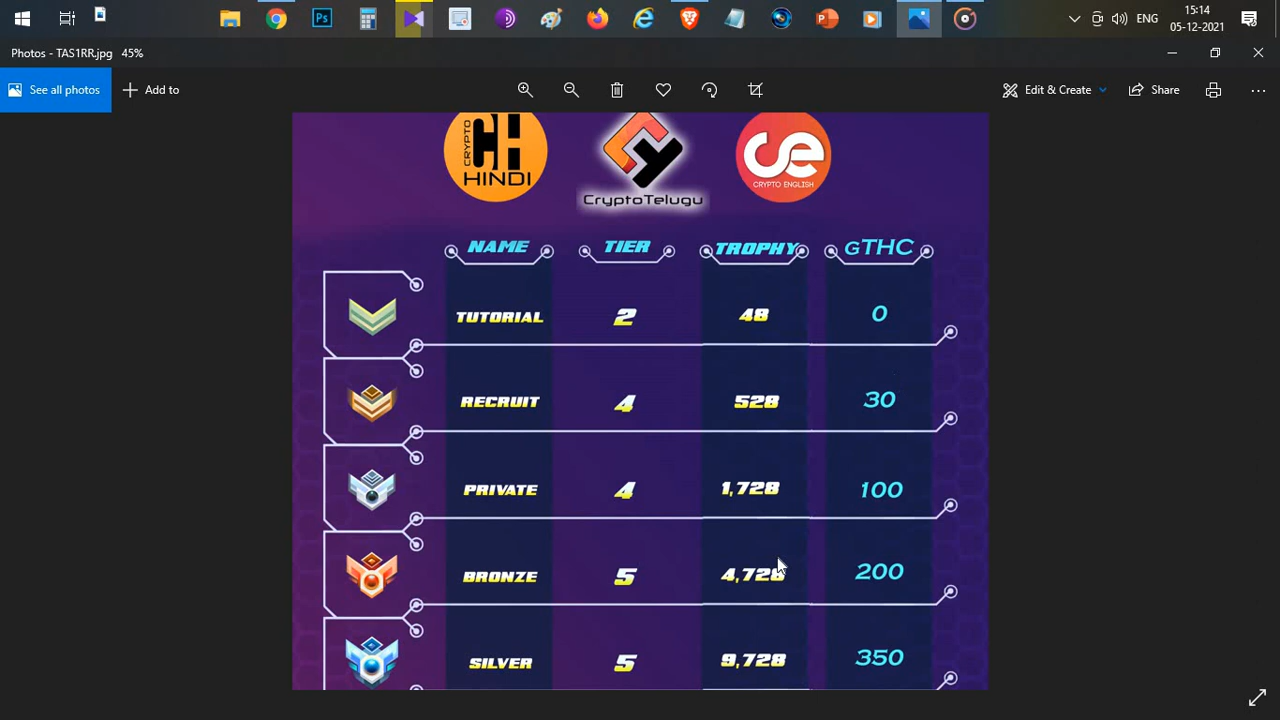 15:14
ENG
05-12-2021
Photos - TAS1RR.jpg 45%
See all photos
Add to
Edit & Create
Share
CRYPTO CH HINDI
CryptoTelugu
CE CRYPTO ENGLISH
NAME TIER TROPHY GTHC
TUTORIAL 2 48 0
RECRUIT 4 528 30
PRIVATE 4 1,728 100
BRONZE 5 4,728 200
SILVER 5 9,728 350